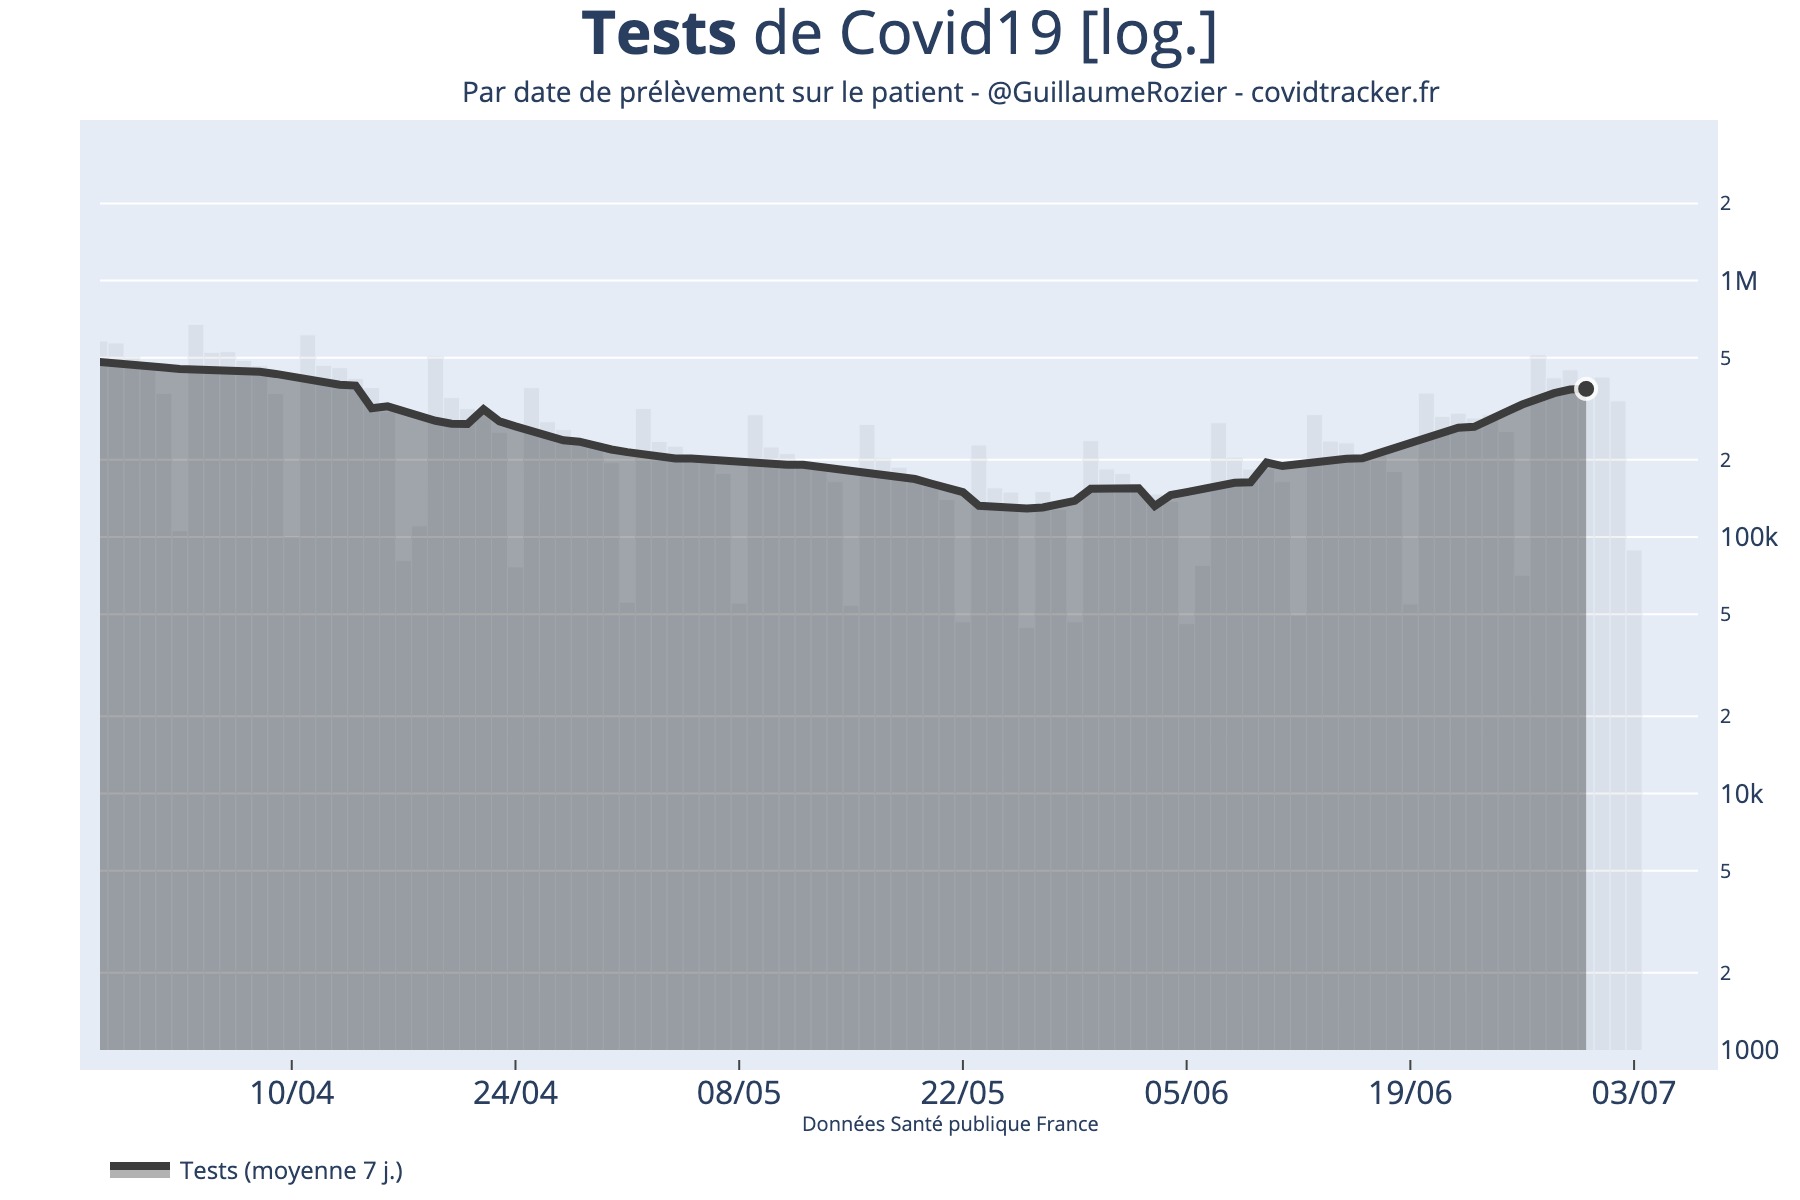 Tests de Covid19 [log.]
Par date de prélèvement sur le patient - @GuillaumeRozier - covidtracker.fr
2
1M
5
2
100k
5
2
10k
5
2
1000
10/04 24/04 08/05 22/05 05/06 19/06 03/07
Données Santé publique France
Tests (moyenne 7 j.)